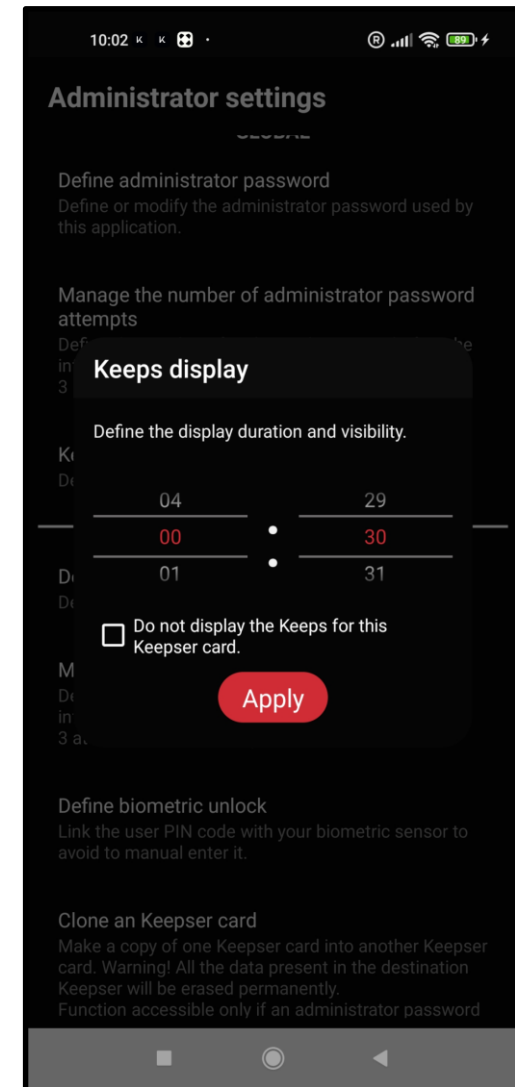 10:02 K K
R 89
Administrator settings
GLOBAL
Define administrator password
Define or modify the administrator password used by
this application.
Manage the number of administrator password
attempts
Keeps display
Define the display duration and visibility.
04 29
00 : 30
01 31
Do not display the Keeps for this
Keepser card.
Apply
Define biometric unlock
Link the user PIN code with your biometric sensor to
avoid to manual enter it.
Clone an Keepser card
Make a copy of one Keepser card into another Keepser
card. Warning! All the data present in the destination
Keepser will be erased permanently.
Function accessible only if an administrator password